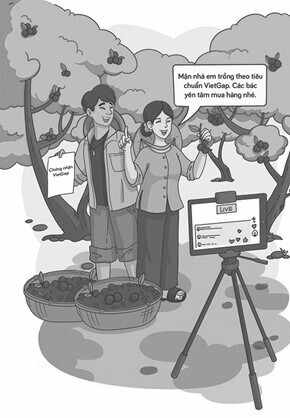 Mận nhà em trồng theo tiêu
chuẩn VietGap. Các bác
yên tâm mua hàng nhé.
Chứng nhận
VietGap
LIVE